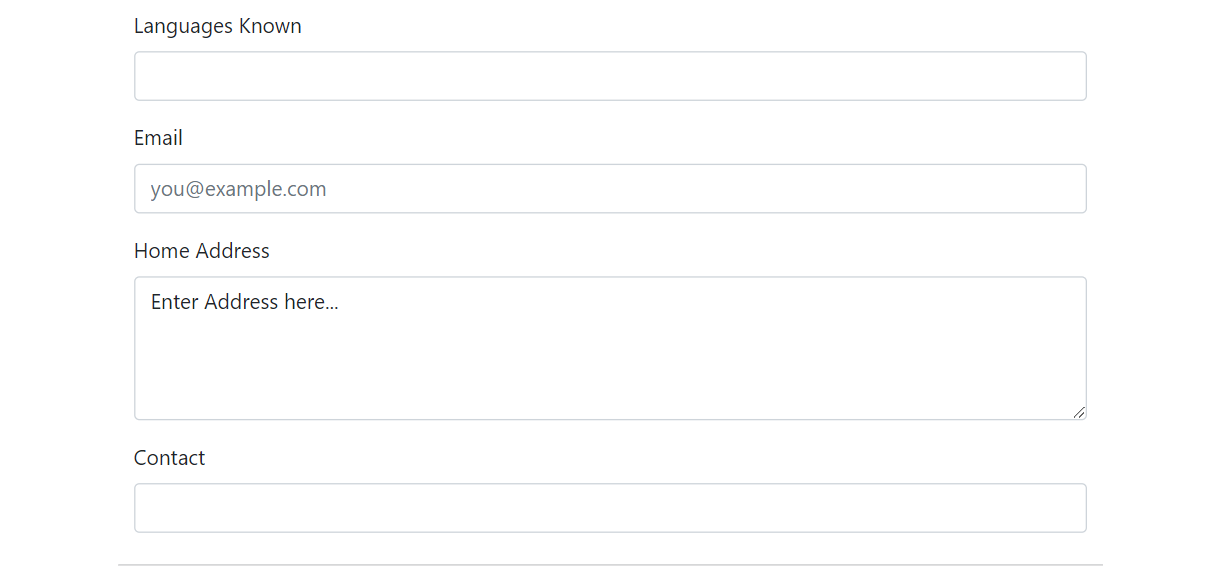 Languages Known
Email
you@example.com
Home Address
Enter Address here...
Contact